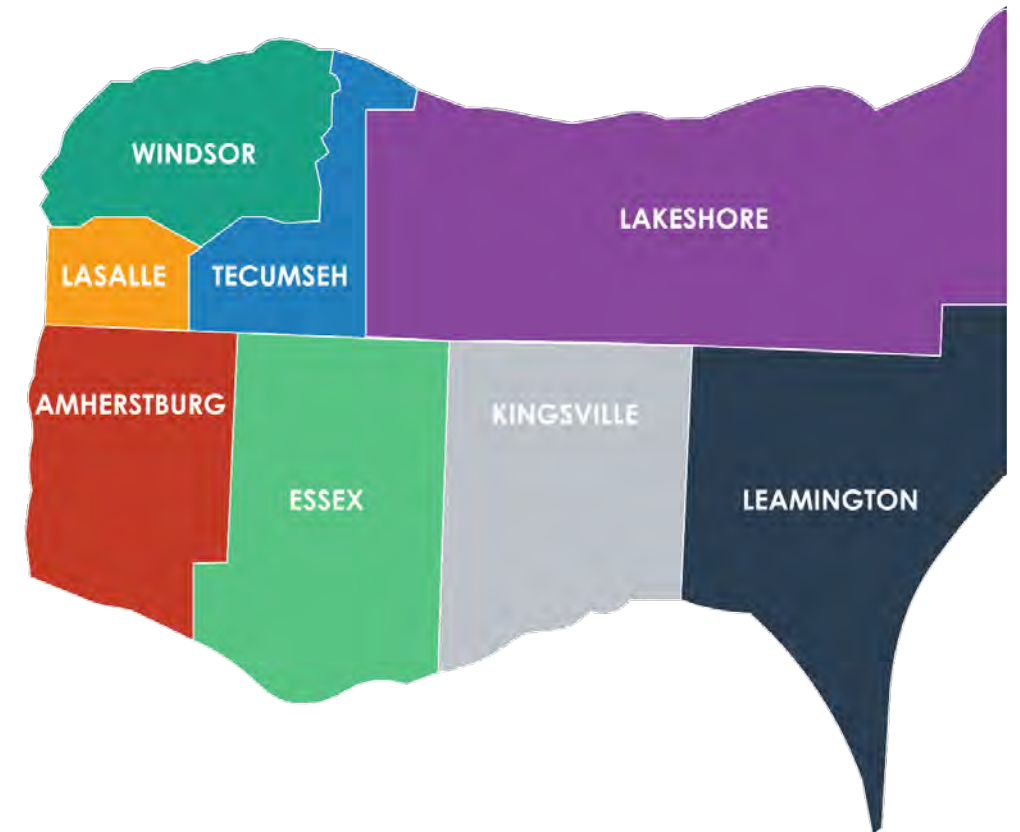 WINDSOR
LAKESHORE
LASALLE
TECUMSEH
AMHERSTBURG
KINGSVILLE
ESSEX
LEAMINGTON